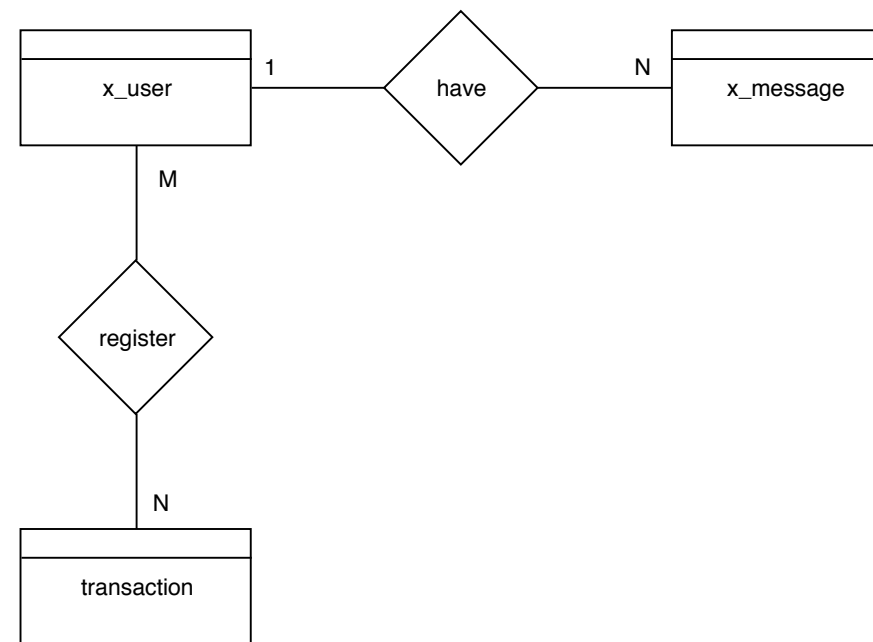 x_user
1
have
N
x_message
M
register
N
transaction